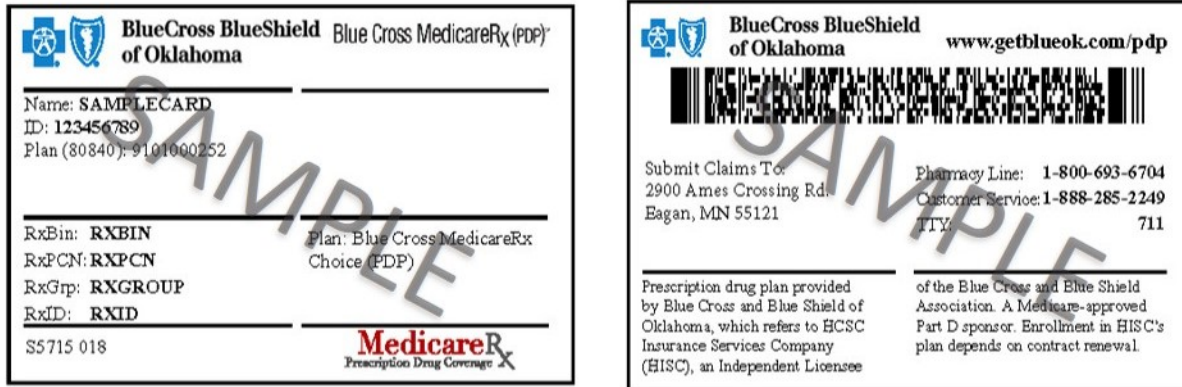 BlueCross BlueShield
of Oklahoma
Blue Cross MedicareRx (PDP)℠
Name: SAMPLECARD
ID: 123456789
Plan (80840): 9101000252
RxBin: RXBIN
RxPCN: RXPCN
RxGrp: RXGROUP
RxID: RXID
Plan: Blue Cross MedicareRx
Choice (PDP)
S5715 018
MedicareRx
Prescription Drug Coverage
SAMPLE
BlueCross BlueShield
of Oklahoma
www.getblueok.com/pdp
Submit Claims To:
2900 Ames Crossing Rd.
Eagan, MN 55121
Pharmacy Line: 1-800-693-6704
Customer Service: 1-888-285-2249
TTY: 711
Prescription drug plan provided
by Blue Cross and Blue Shield of
Oklahoma, which refers to HCSC
Insurance Services Company
(HISC), an Independent Licensee
of the Blue Cross and Blue Shield
Association. A Medicare-approved
Part D sponsor. Enrollment in HISC's
plan depends on contract renewal.
SAMPLE